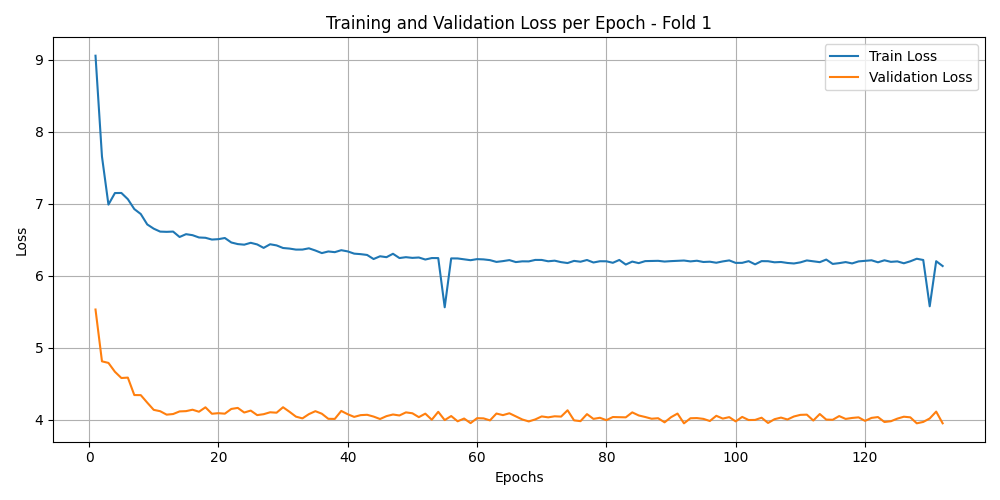 Training and Validation Loss per Epoch - Fold 1
Train Loss
Validation Loss
Loss
9
8
7
6
5
4
0 20 40 60 80 100 120
Epochs